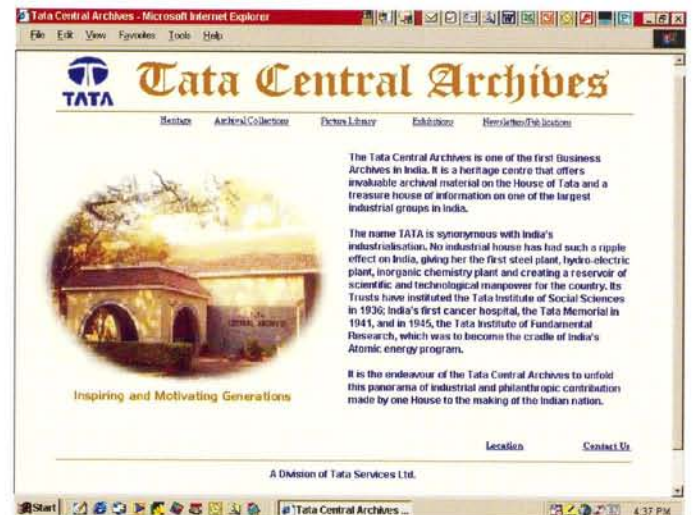 Tata Central Archives - Microsoft Internet Explorer
File Edit View Favorites Tools Help
TATA
Tata Central Archives
Heritage Archival Collections Picture Library Exhibitions Newsletter/Publications
The Tata Central Archives is one of the first Business
Archives in India. It is a heritage centre that offers
invaluable archival material on the House of Tata and a
treasure house of information on one of the largest
industrial groups in India.
The name TATA is synonymous with India's
industrialisation. No industrial house has had such a ripple
effect on India, giving her the first steel plant, hydro-electric
plant, inorganic chemistry plant and creating a reservoir of
scientific and technological manpower for the country. Its
Trusts have instituted the Tata Institute of Social Sciences
in 1936; India's first cancer hospital, the Tata Memorial in
1941, and in 1945, the Tata Institute of Fundamental
Research, which was to become the cradle of India's
Atomic energy program.
It is the endeavour of the Tata Central Archives to unfold
this panorama of industrial and philanthropic contribution
made by one House to the making of the Indian nation.
TATA
CENTRAL ARCHIVES
Inspiring and Motivating Generations
Location Contact Us
A Division of Tata Services Ltd.
Start Tata Central Archives ... 4:37 PM